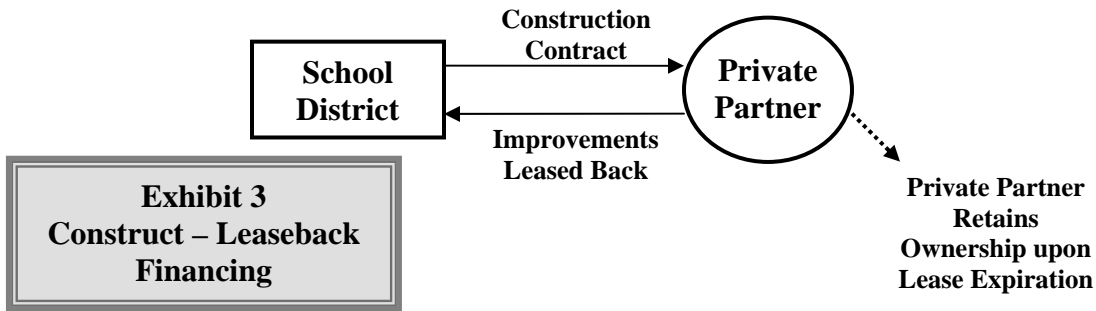 Construction
Contract
School
District
Private
Partner
Improvements
Leased Back
Exhibit 3
Construct – Leaseback
Financing
Private Partner
Retains
Ownership upon
Lease Expiration